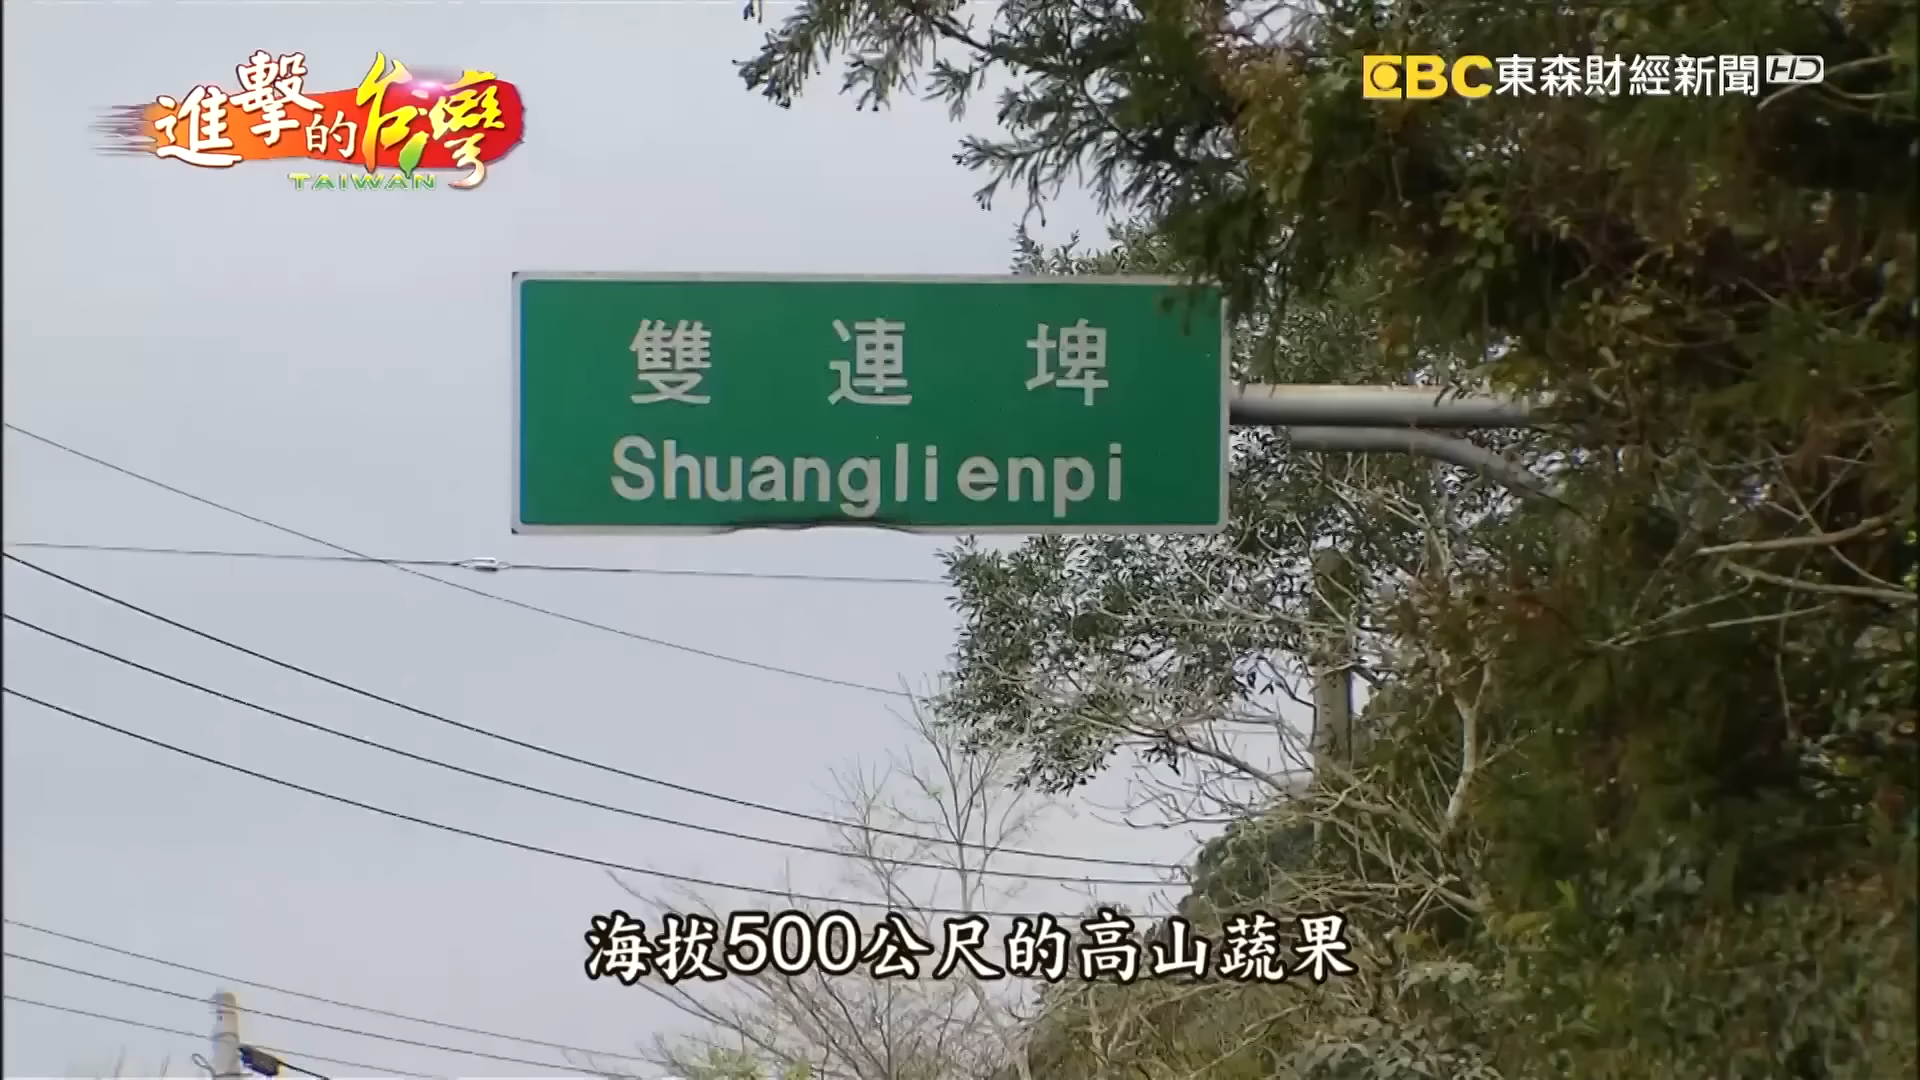 進擊的台灣
TAIWAN
EBC東森財經新聞HD
雙連埤
Shuanglienpi
海拔500公尺的高山蔬果